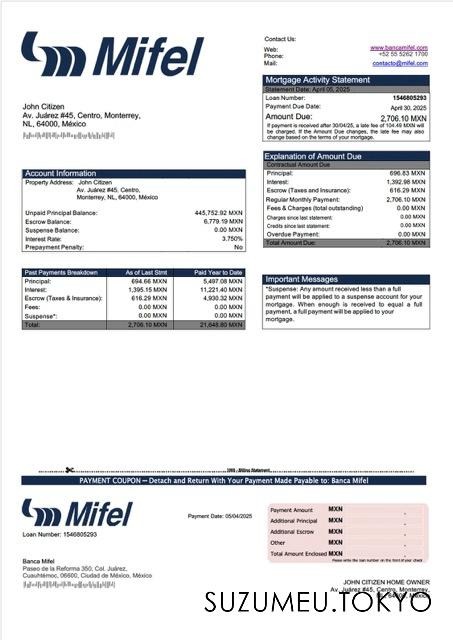 Mifel
Contact Us:
Web: www.bancamifel.com
Phone: +52 55 5262 1700
Mail: contacto@mifel.com
Mortgage Activity Statement
Statement Date: April 05, 2025
Loan Number: 1546805293
Payment Due Date: April 30, 2025
Amount Due: 2,706.10 MXN
If payment is received after 30/04/25, a late fee of 104.49 MXN will
be charged. If the Amount Due changes, the late fee may also
change based on the terms of your mortgage.
John Citizen
Av. Juárez #45, Centro, Monterrey,
NL, 64000, México
Explanation of Amount Due
Contractual Amount Due
Principal: 696.83 MXN
Interest: 1,392.98 MXN
Escrow (Taxes and Insurance): 616.29 MXN
Regular Monthly Payment: 2,706.10 MXN
Fees & Charges (total outstanding) 0.00 MXN
Charges since last statement: 0.00 MXN
Credits since last statement: 0.00 MXN
Overdue Payment: 0.00 MXN
Total Amount Due: 2,706.10 MXN
Account Information
Property Address: John Citizen
Av. Juárez #45, Centro,
Monterrey, NL, 64000, México
Unpaid Principal Balance: 445,752.92 MXN
Escrow Balance: 6,779.19 MXN
Suspense Balance: 0.00 MXN
Interest Rate: 3.750%
Prepayment Penalty: No
Past Payments Breakdown As of Last Stmt Paid Year to Date
Principal: 694.66 MXN 5,497.08 MXN
Interest: 1,395.15 MXN 11,221.40 MXN
Escrow (Taxes & Insurance): 616.29 MXN 4,930.32 MXN
Fees: 0.00 MXN 0.00 MXN
Suspense*: 0.00 MXN 0.00 MXN
Total: 2,706.10 MXN 21,648.80 MXN
Important Messages
*Suspense: Any amount received less than a full
payment will be applied to a suspense account for your
mortgage. When enough is received to equal a full
payment, a full payment will be applied to your
mortgage.
Billing Statement
PAYMENT COUPON — Detach and Return With Your Payment Made Payable to: Banca Mifel
Mifel
Loan Number: 1546805293
Payment Date: 05/04/2025
Payment Amount MXN
Additional Principal MXN
Additional Escrow MXN
Other MXN
Total Amount Enclosed MXN
Please write the loan number on the front of your check
Banca Mifel
Paseo de la Reforma 350, Col. Juárez,
Cuauhtémoc, 06600, Ciudad de México, México
JOHN CITIZEN HOME OWNER
Av. Juárez #45, Centro, Monterrey,
NL, 64000, México
SUZUMEU.TOKYO